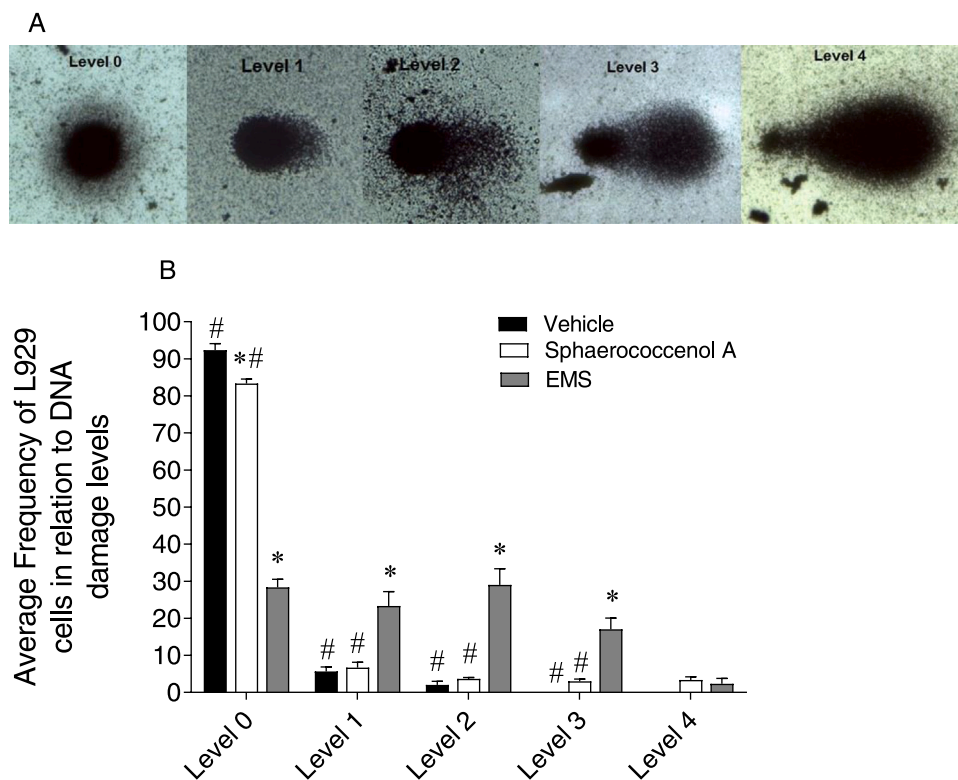 A
Level 0
Level 1
#Level 2
Level 3
Level 4
B
Average Frequency of L929
cells in relation to DNA
damage levels
100
90
80
70
60
50
40
30
20
10
0
#
*#
*
#
#
*
#
#
*
#
#
*
Vehicle
Sphaerococcenol A
EMS
Level 0
Level 1
Level 2
Level 3
Level 4